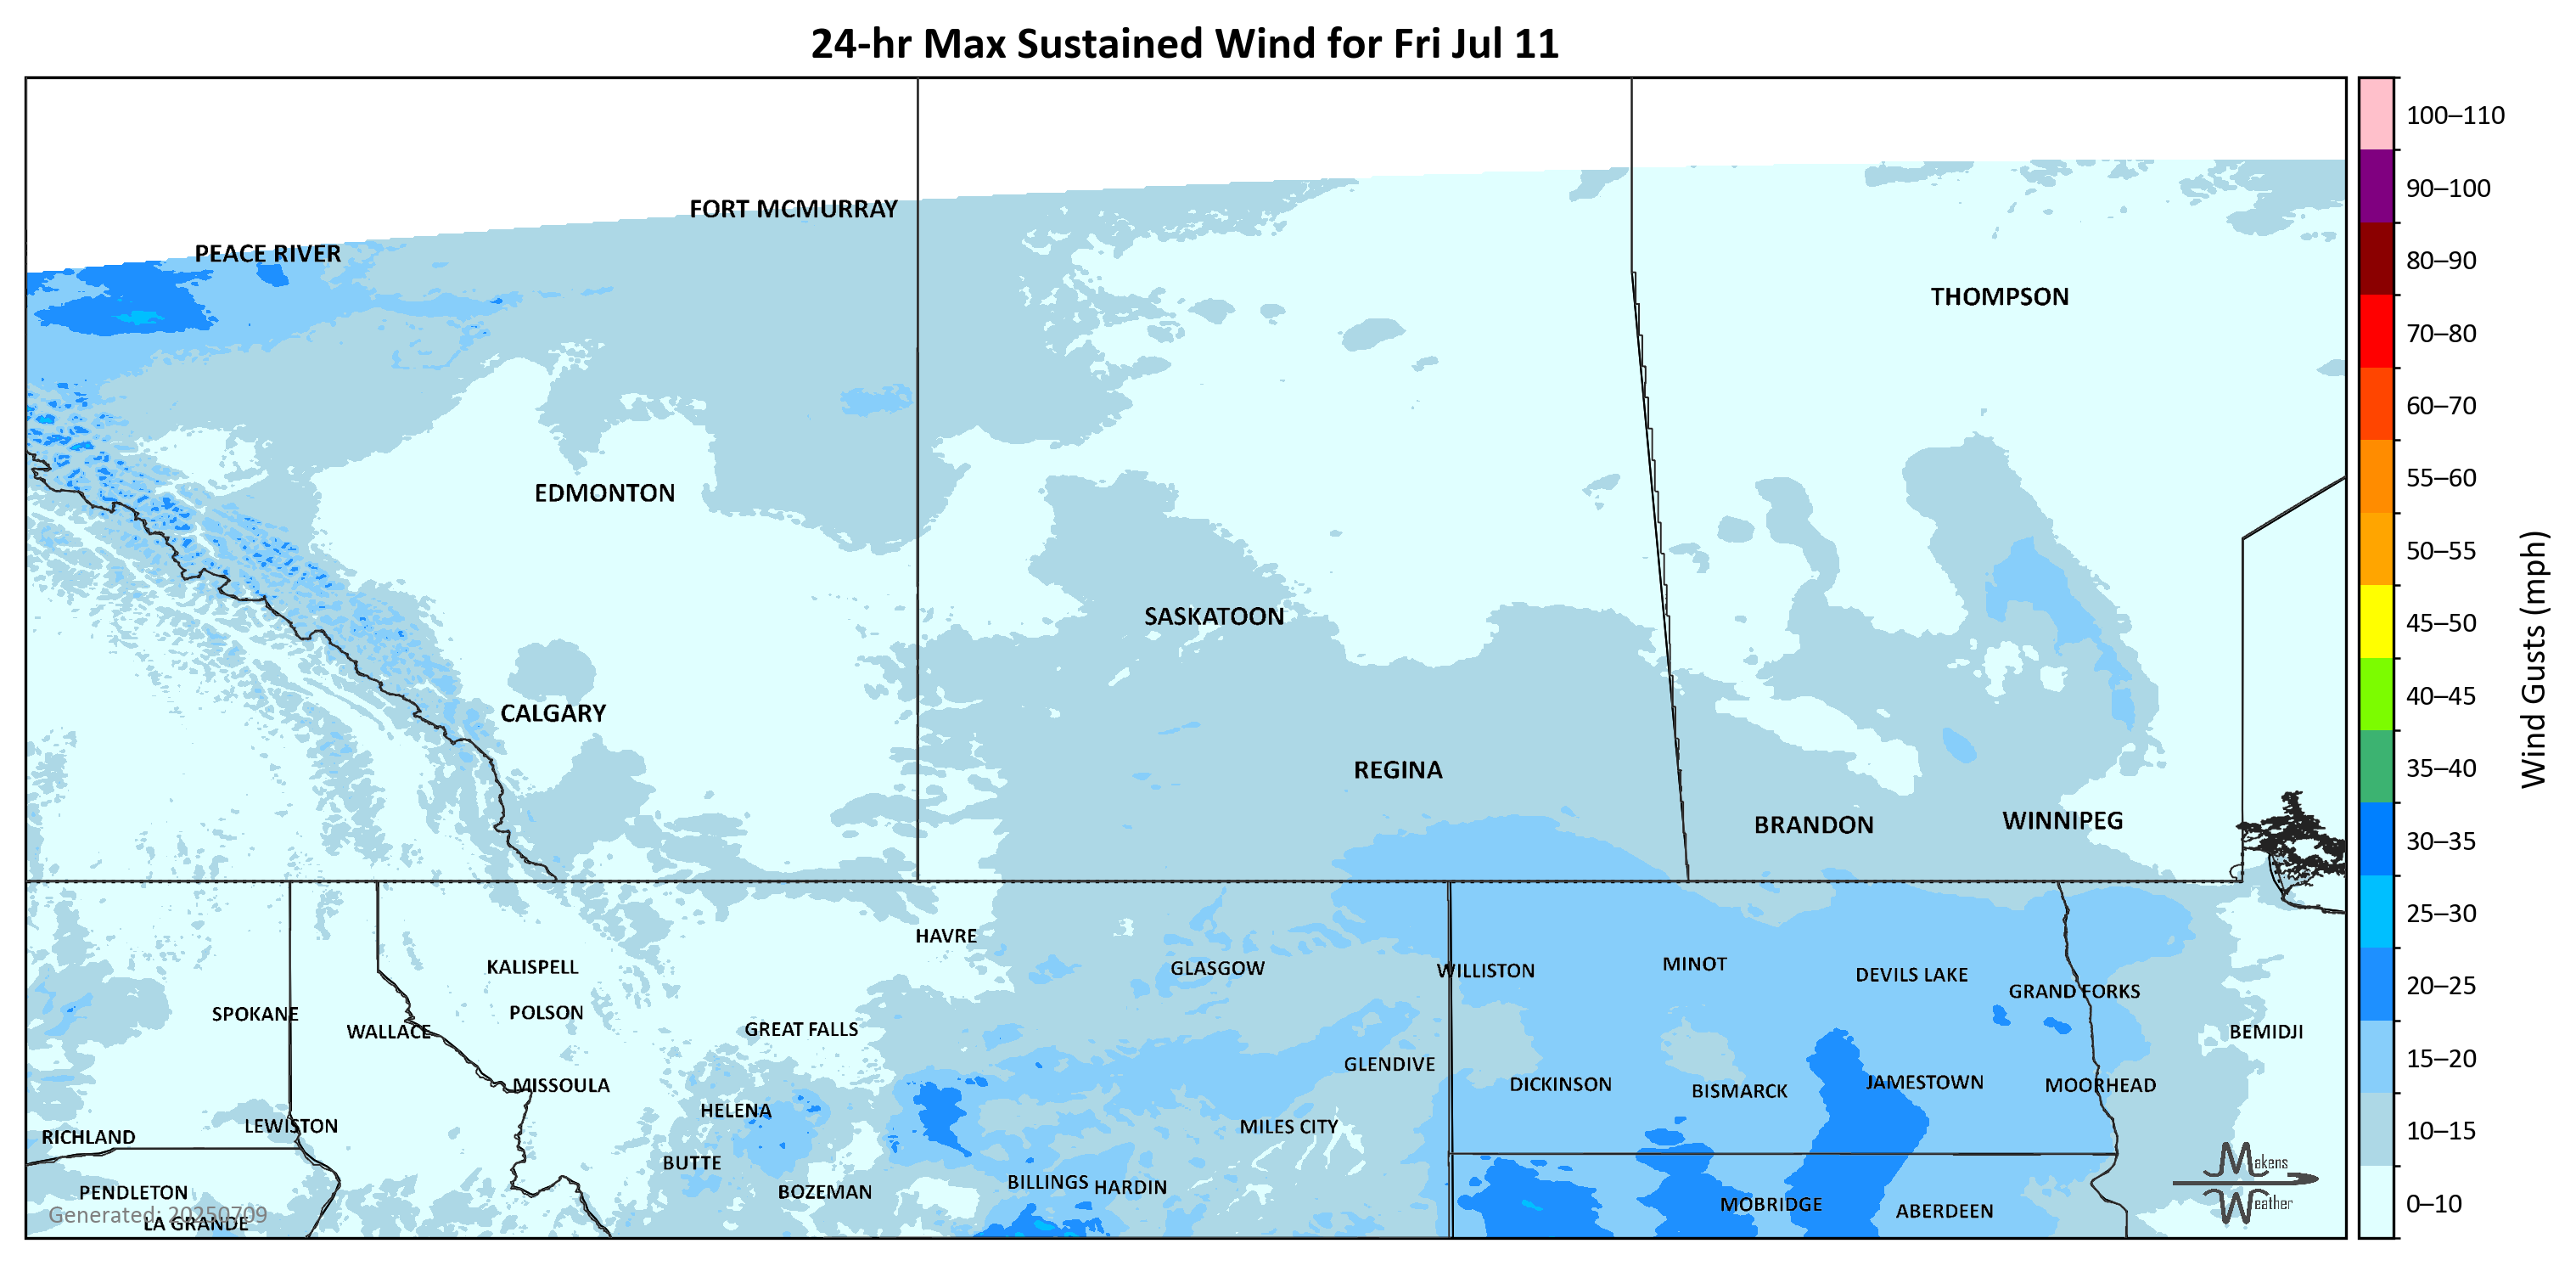 24-hr Max Sustained Wind for Fri Jul 11
FORT MCMURRAY
PEACE RIVER
THOMPSON
EDMONTON
SASKATOON
CALGARY
REGINA
BRANDON
WINNIPEG
HAVRE
KALISPELL
GLASGOW
WILLISTON
MINOT
DEVILS LAKE
GRAND FORKS
POLSON
SPOKANE
WALLACE
GREAT FALLS
BEMIDJI
GLENDIVE
MISSOULA
DICKINSON
BISMARCK
JAMESTOWN
MOORHEAD
HELENA
LEWISTON
MILES CITY
RICHLAND
BUTTE
BILLINGS
HARDIN
BOZEMAN
PENDLETON
MOBRIDGE
ABERDEEN
Generated: 20250709
LA GRANDE
Makens
Weather
100–110
90–100
80–90
70–80
60–70
55–60
50–55
45–50
40–45
35–40
30–35
25–30
20–25
15–20
10–15
0–10
Wind Gusts (mph)